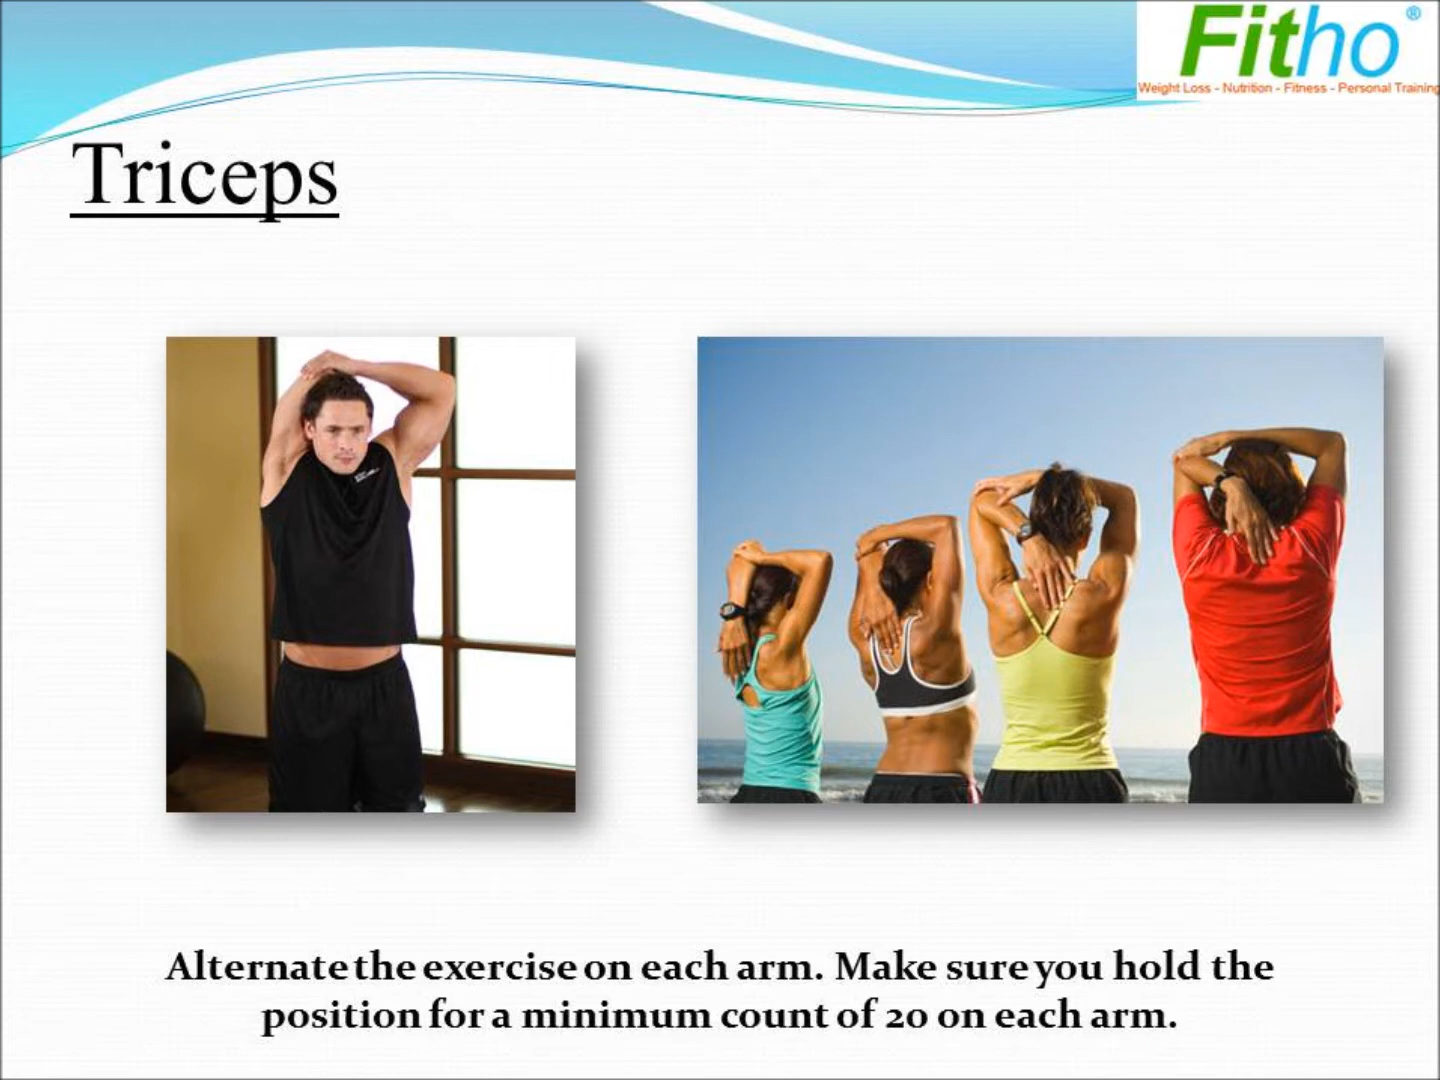 Fitho®
Weight Loss - Nutrition - Fitness - Personal Training
Triceps
Alternate the exercise on each arm. Make sure you hold the
position for a minimum count of 20 on each arm.